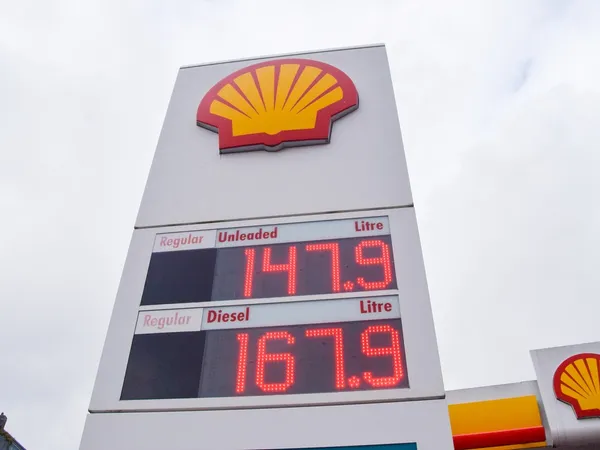 Regular Unleaded Litre
147.9
Regular Diesel Litre
167.9